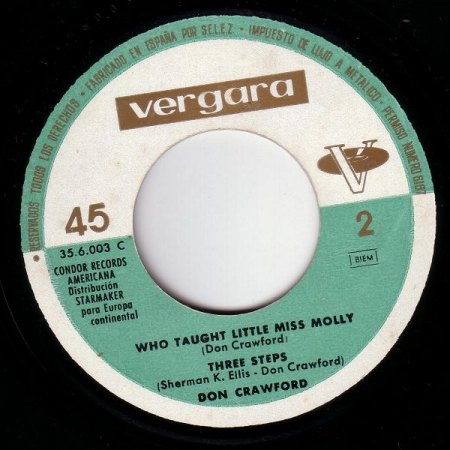 • RESERVADOS TODOS LOS DERECHOS • FABRICADO EN ESPAÑA POR S.E.L.E.Z. - IMPUESTO DE LUJO A METALICO • PERMISO NUMERO
vergara
V
45
2
35.6.003 C
BIEM
CONDOR RECORDS
AMERICANA
Distribución
STARMAKER
para Europa
continental
WHO TAUGHT LITTLE MISS MOLLY
(Don Crawford)
THREE STEPS
(Sherman K. Ellis - Don Crawford)
DON CRAWFORD